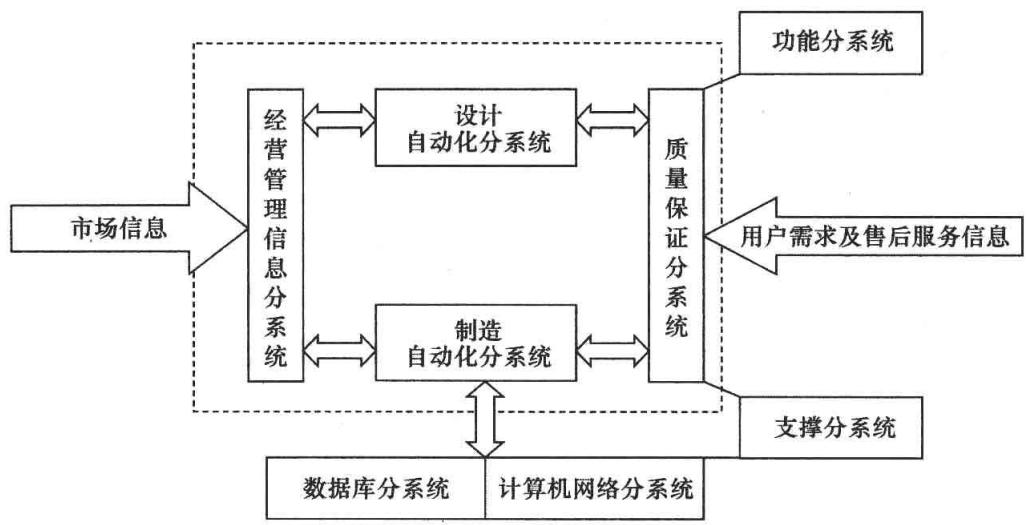 功能分系统
经营管理信息分系统
设计
自动化分系统
质量保证分系统
市场信息
用户需求及售后服务信息
制造
自动化分系统
支撑分系统
数据库分系统
计算机网络分系统